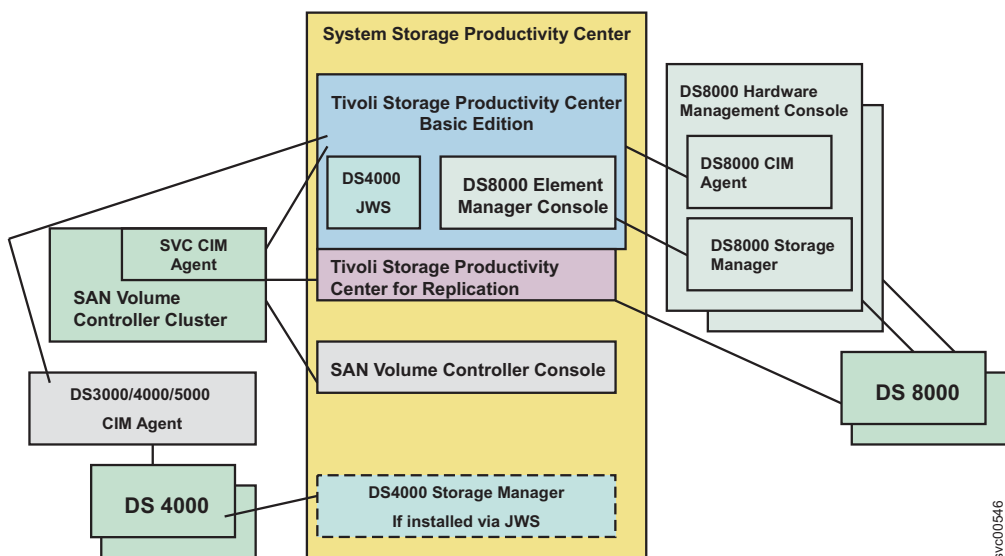 System Storage Productivity Center
Tivoli Storage Productivity Center
Basic Edition
DS4000
JWS
DS8000 Element
Manager Console
Tivoli Storage Productivity
Center for Replication
SAN Volume Controller Console
DS4000 Storage Manager
If installed via JWS
SVC CIM
Agent
SAN Volume
Controller Cluster
DS3000/4000/5000
CIM Agent
DS 4000
DS8000 Hardware
Management Console
DS8000 CIM
Agent
DS8000 Storage
Manager
DS 8000
svc00546